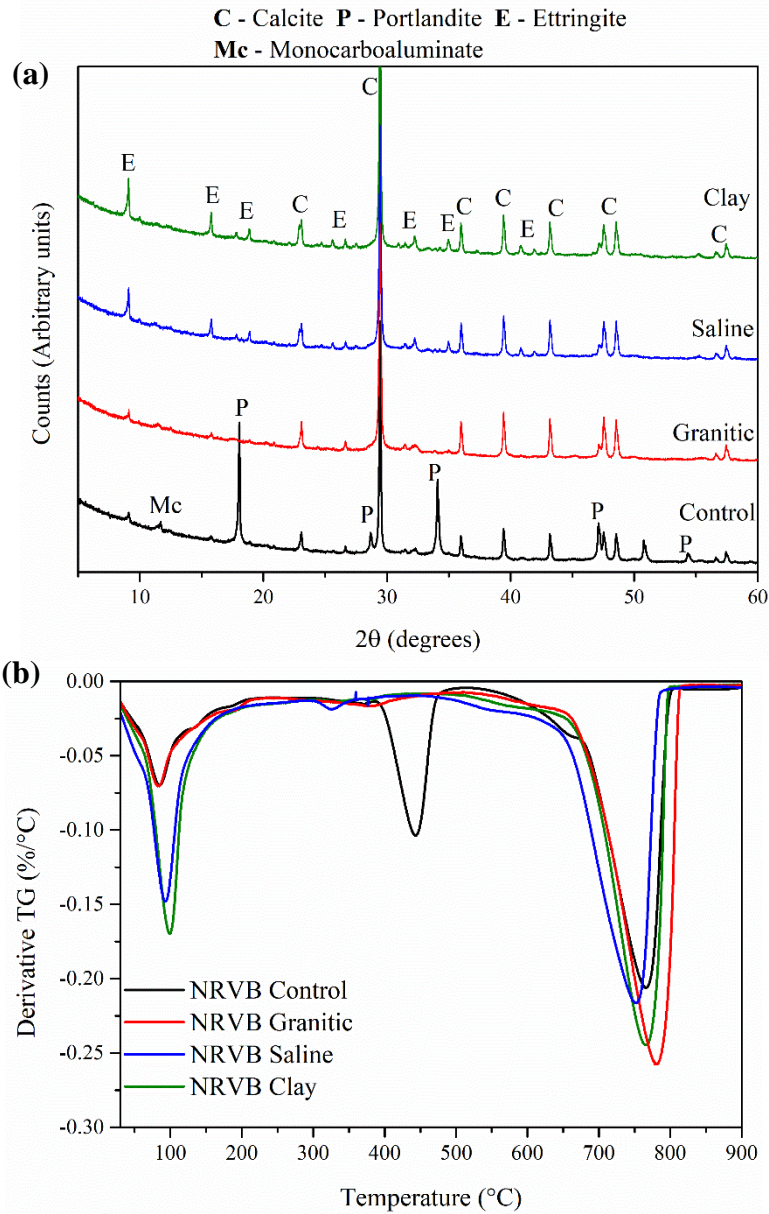 C - Calcite P - Portlandite E - Ettringite
Mc - Monocarboaluminate
(a)
C
E
E
E
C
E
E
E
C
C
E
C
C
C
Clay
Saline
Granitic
P
P
P
P
P
Mc
Control
Counts (Arbitrary units)
10 20 30 40 50 60
2θ (degrees)
(b)
0.00
-0.05
-0.10
-0.15
-0.20
-0.25
-0.30
Derivative TG (%/°C)
NRVB Control
NRVB Granitic
NRVB Saline
NRVB Clay
100 200 300 400 500 600 700 800 900
Temperature (°C)